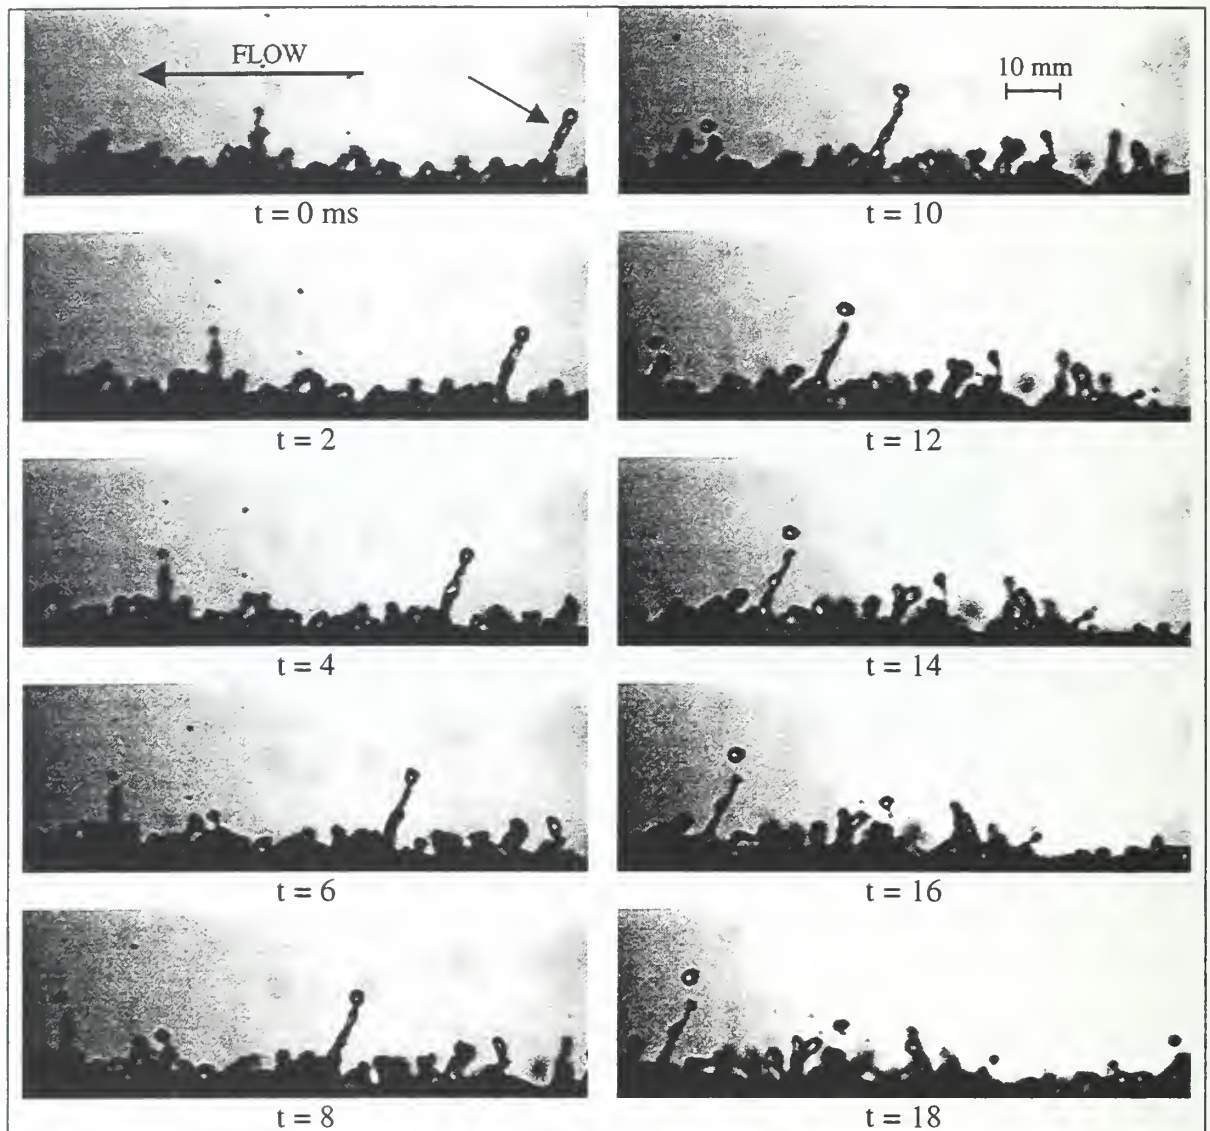 FLOW
t = 0 ms
t = 2
t = 4
t = 6
t = 8
10 mm
t = 10
t = 12
t = 14
t = 16
t = 18